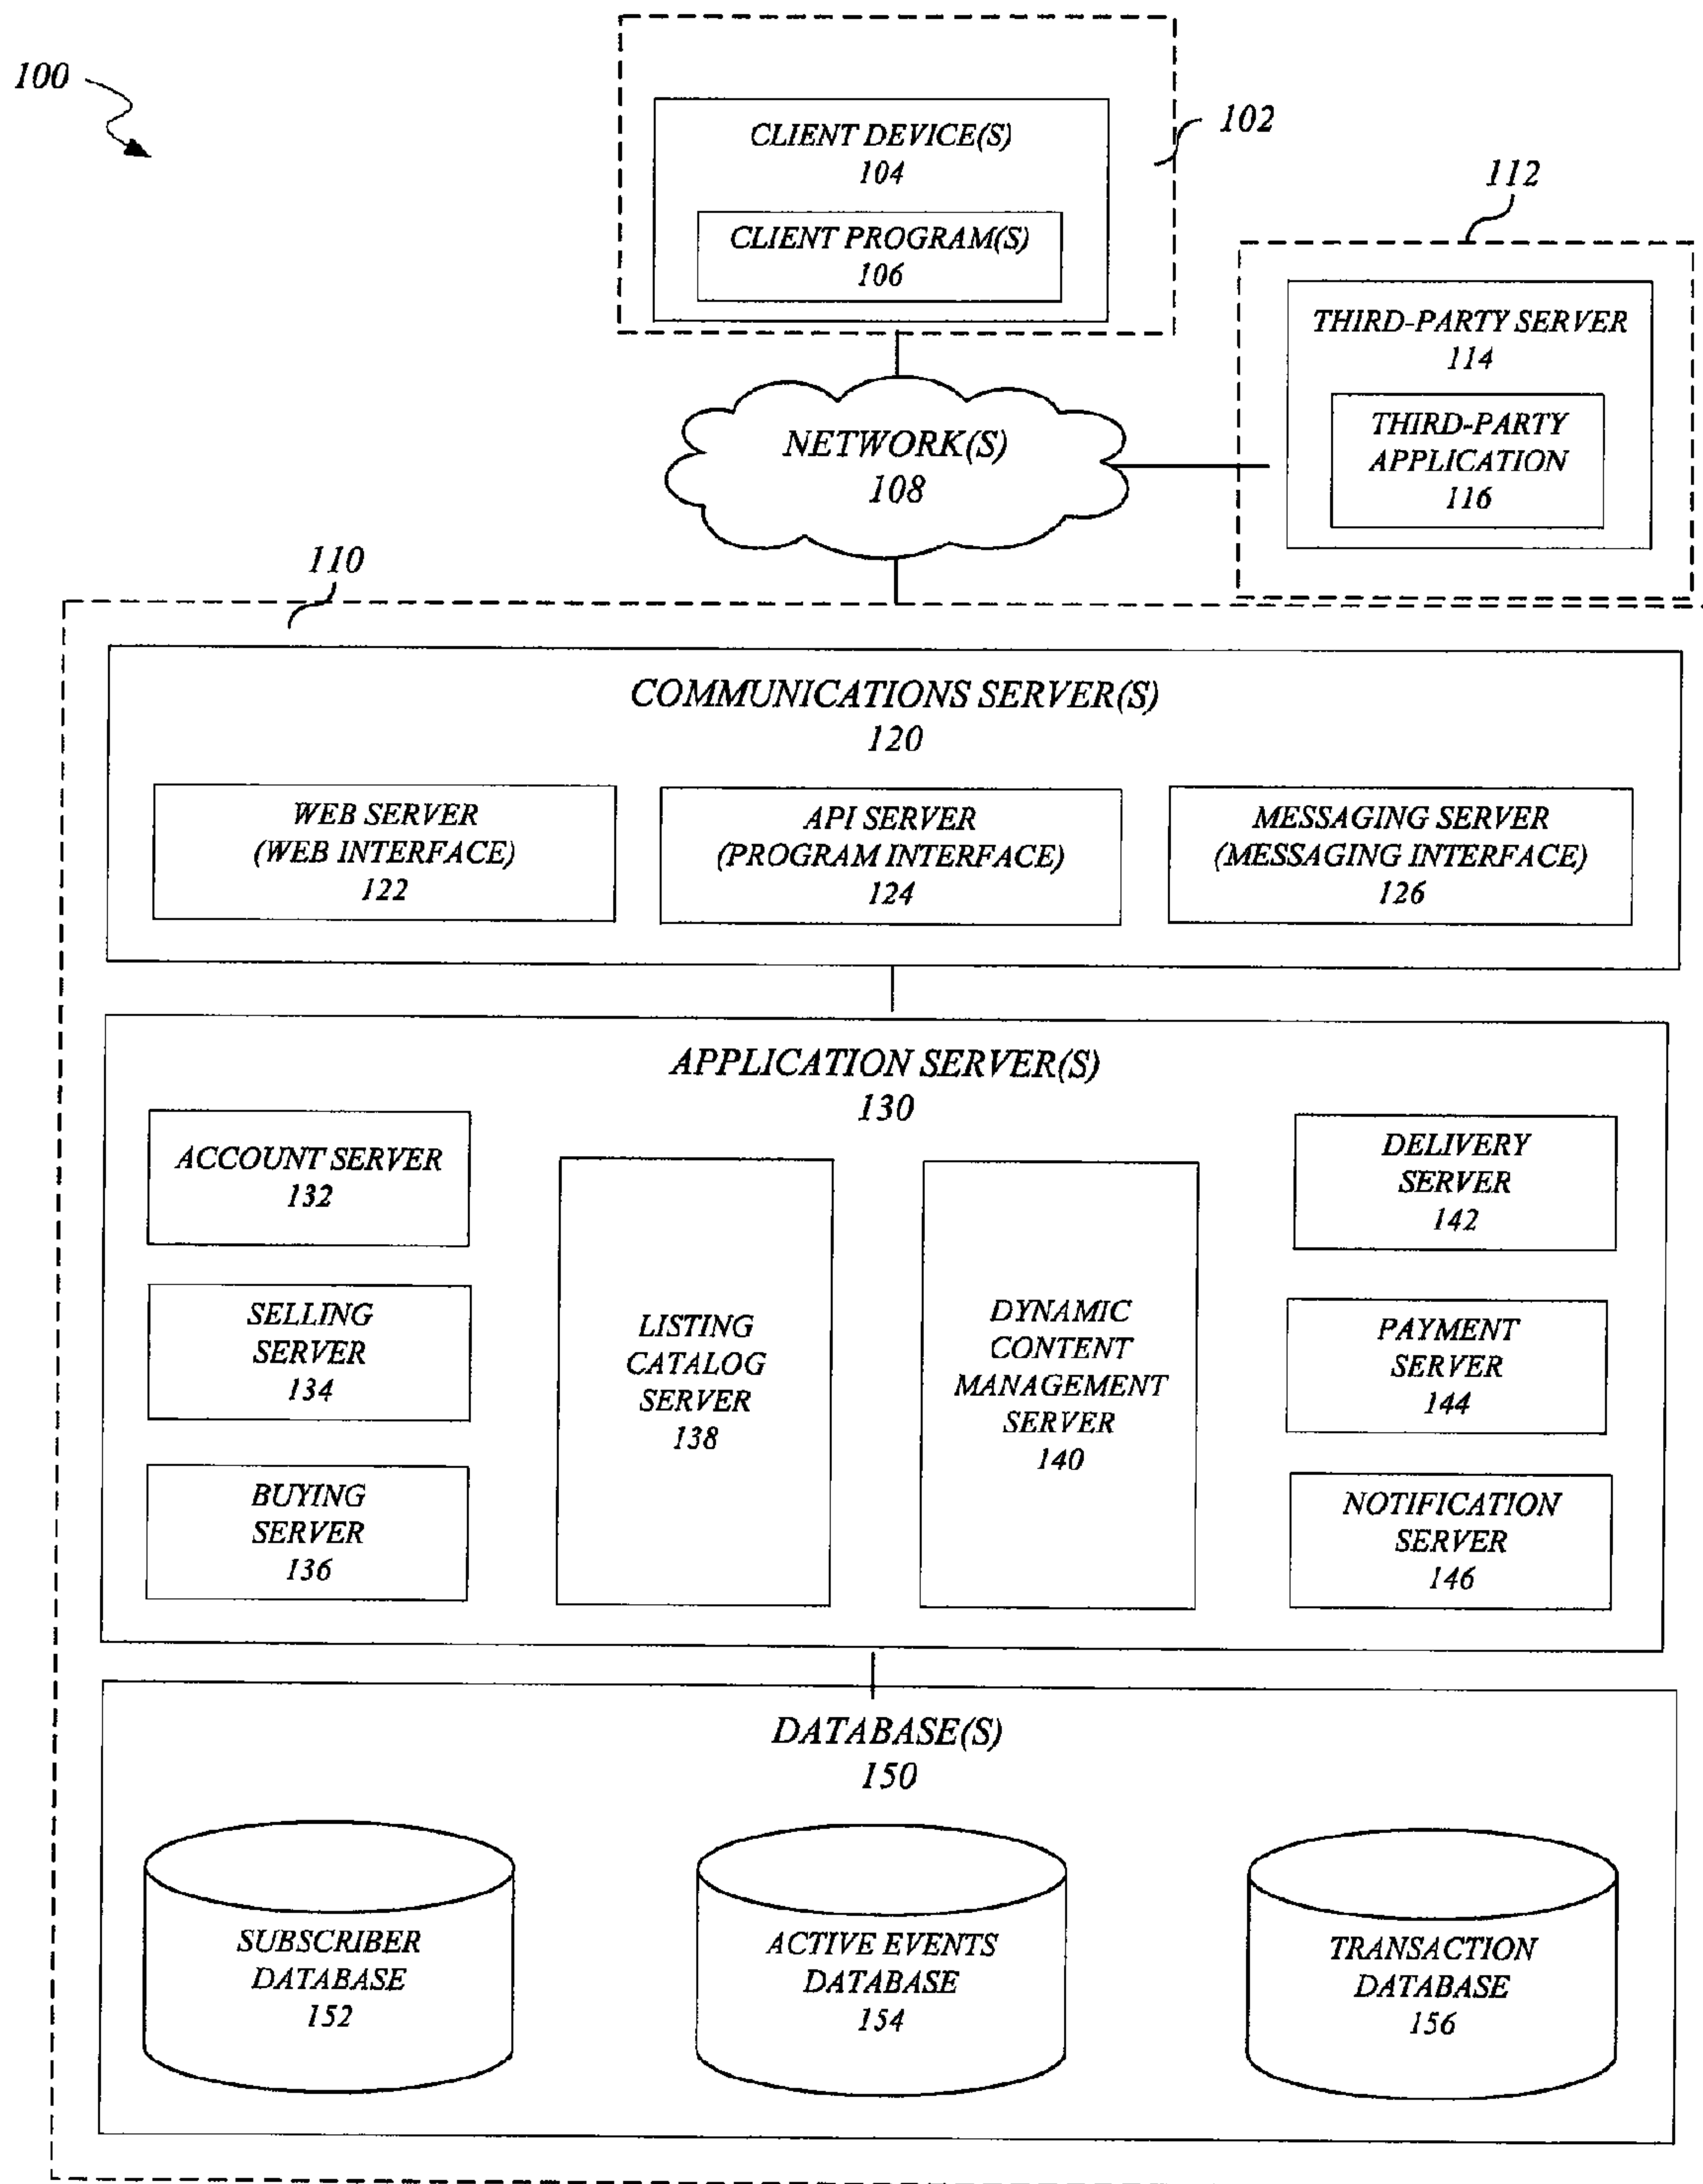 100
102
CLIENT DEVICE(S)
104
CLIENT PROGRAM(S)
106
112
THIRD-PARTY SERVER
114
THIRD-PARTY
APPLICATION
116
NETWORK(S)
108
110
COMMUNICATIONS SERVER(S)
120
WEB SERVER
(WEB INTERFACE)
122
API SERVER
(PROGRAM INTERFACE)
124
MESSAGING SERVER
(MESSAGING INTERFACE)
126
APPLICATION SERVER(S)
130
ACCOUNT SERVER
132
SELLING
SERVER
134
BUYING
SERVER
136
LISTING
CATALOG
SERVER
138
DYNAMIC
CONTENT
MANAGEMENT
SERVER
140
DELIVERY
SERVER
142
PAYMENT
SERVER
144
NOTIFICATION
SERVER
146
DATABASE(S)
150
SUBSCRIBER
DATABASE
152
ACTIVE EVENTS
DATABASE
154
TRANSACTION
DATABASE
156